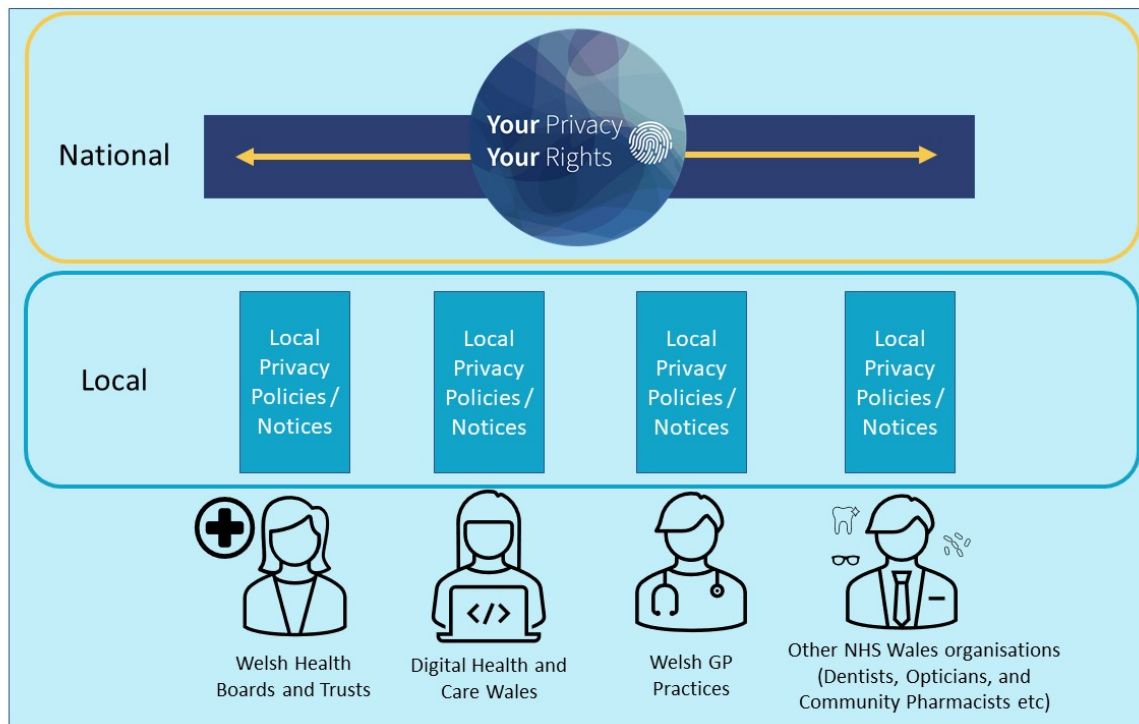 National
Your Privacy
Your Rights
Local
Local
Privacy
Policies /
Notices
Local
Privacy
Policies /
Notices
Local
Privacy
Policies /
Notices
Local
Privacy
Policies /
Notices
</>
Welsh Health
Boards and Trusts
Digital Health and
Care Wales
Welsh GP
Practices
Other NHS Wales organisations
(Dentists, Opticians, and
Community Pharmacists etc)